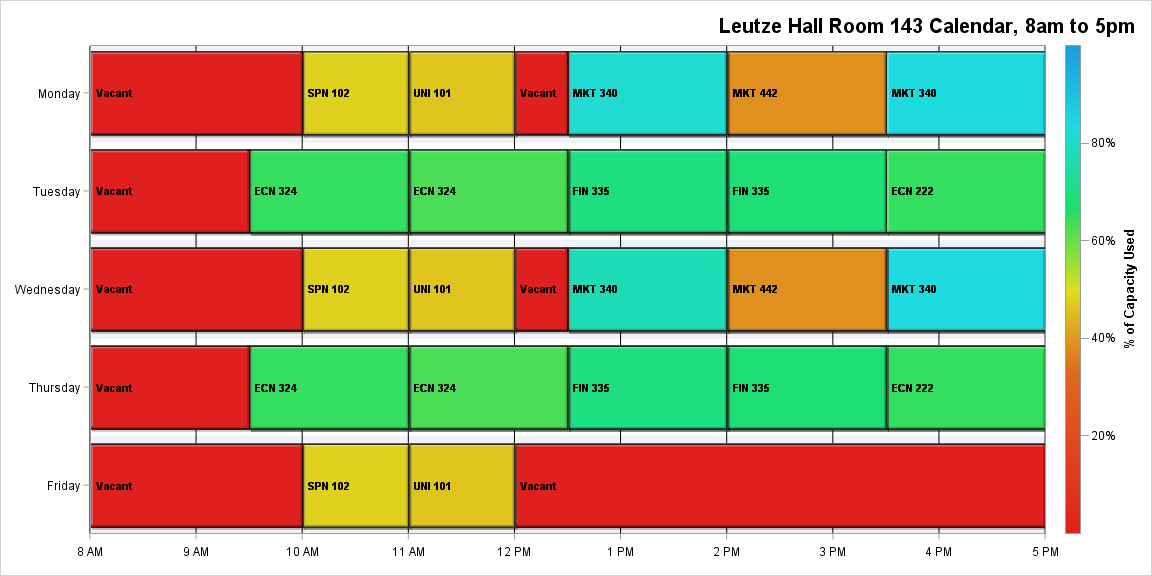 Leutze Hall Room 143 Calendar, 8am to 5pm
Monday
Vacant
SPN 102
UNI 101
Vacant
MKT 340
MKT 442
MKT 340
Tuesday
Vacant
ECN 324
ECN 324
FIN 335
FIN 335
ECN 222
Wednesday
Vacant
SPN 102
UNI 101
Vacant
MKT 340
MKT 442
MKT 340
Thursday
Vacant
ECN 324
ECN 324
FIN 335
FIN 335
ECN 222
Friday
Vacant
SPN 102
UNI 101
Vacant
8 AM
9 AM
10 AM
11 AM
12 PM
1 PM
2 PM
3 PM
4 PM
5 PM
80%
60%
40%
20%
% of Capacity Used